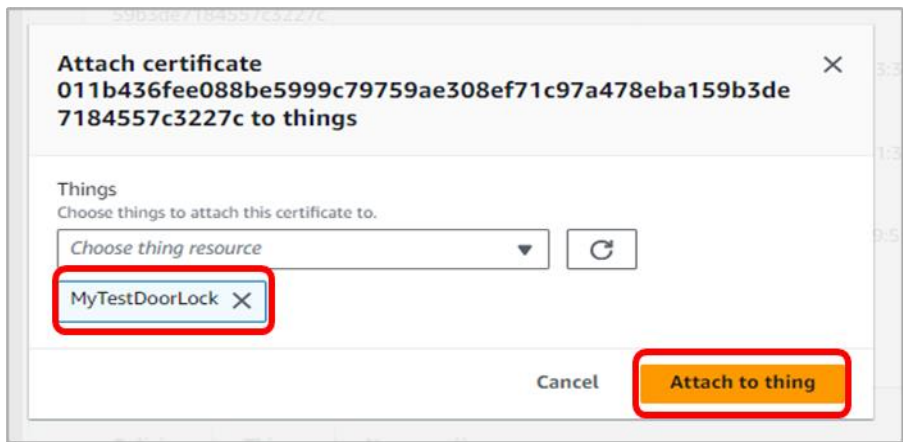 59b3de7184557c3227c
Attach certificate
011b436fee088be5999c79759ae308ef71c97a478eba159b3de
7184557c3227c to things
Things
Choose things to attach this certificate to.
Choose thing resource
MyTestDoorLock
Cancel
Attach to thing